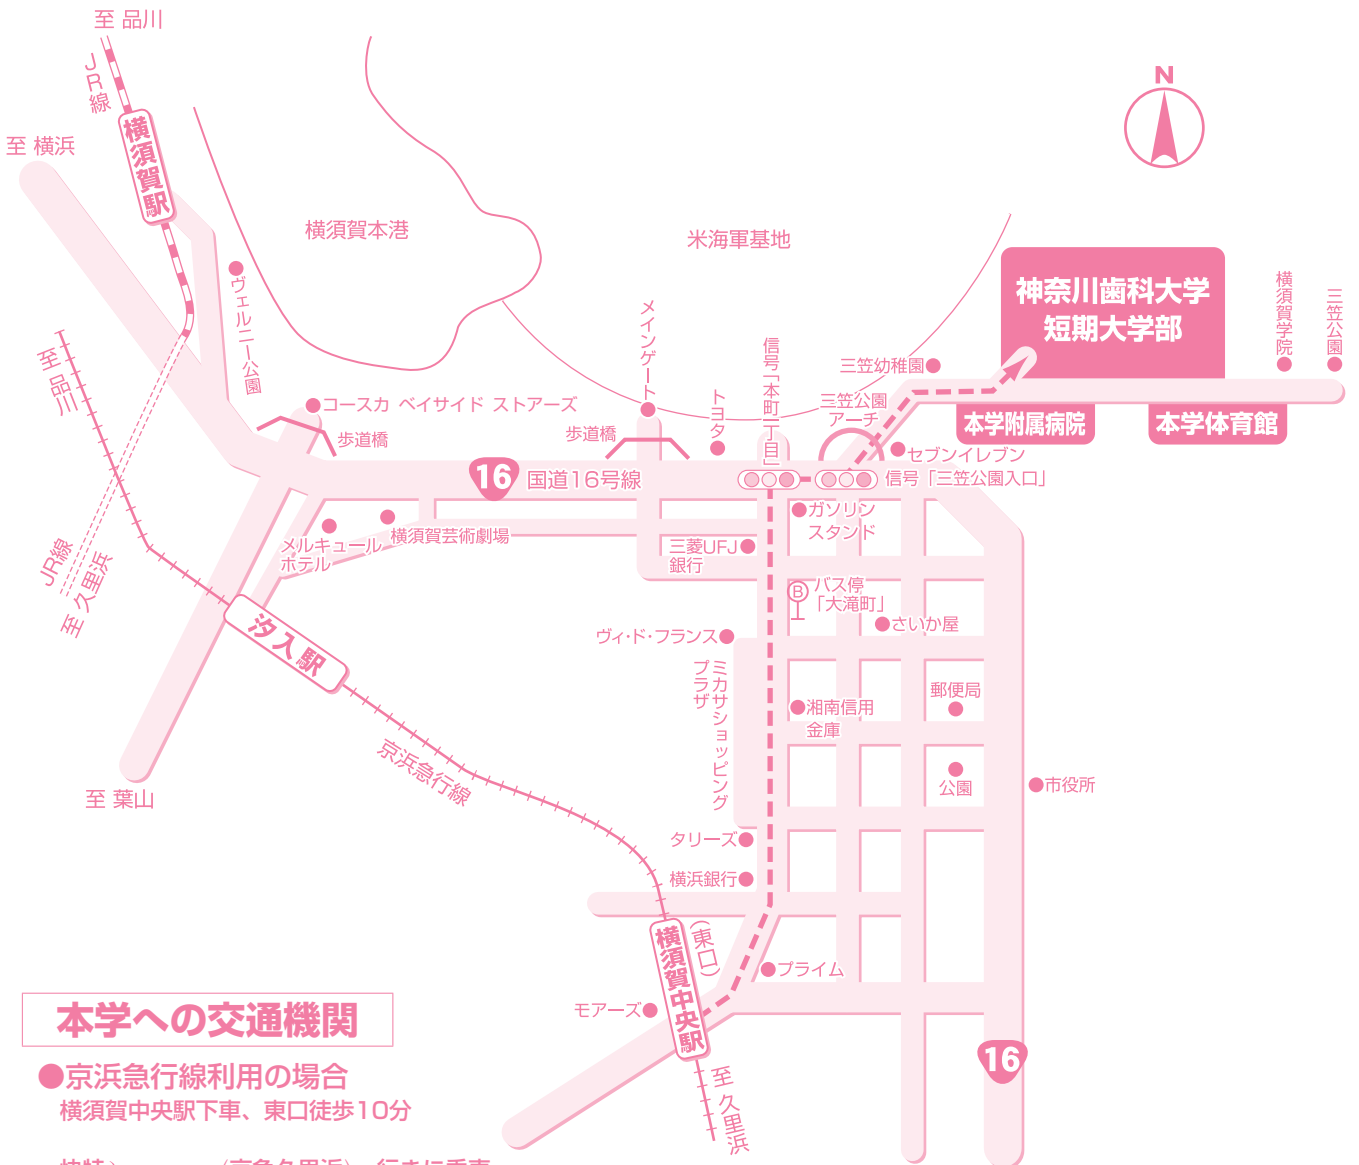 至 品川
JR線
横須賀駅
至 横浜
N
横須賀本港
米海軍基地
ヴェルニー公園
神奈川歯科大学
短期大学部
横須賀学院
三笠公園
メインゲート
信号「本町一丁目」
三笠幼稚園
トヨタ
三笠公園
アーチ
本学附属病院
本学体育館
至 品川
コースカ ベイサイド ストアーズ
歩道橋
歩道橋
セブンイレブン
16 国道16号線
信号「三笠公園入口」
ガソリン
スタンド
横須賀芸術劇場
メルキュール
ホテル
三菱UFJ
銀行
JR線
至 久里浜
B バス停
「大滝町」
さいか屋
汐入駅
ヴィ・ド・フランス
ミカサショッピング
プラザ
湘南信用
金庫
郵便局
公園
市役所
京浜急行線
至 葉山
タリーズ
横浜銀行
横須賀中央駅
(東口)
プライム
モアーズ
16
至 久里浜
本学への交通機関
●京浜急行線利用の場合
横須賀中央駅下車、東口徒歩10分